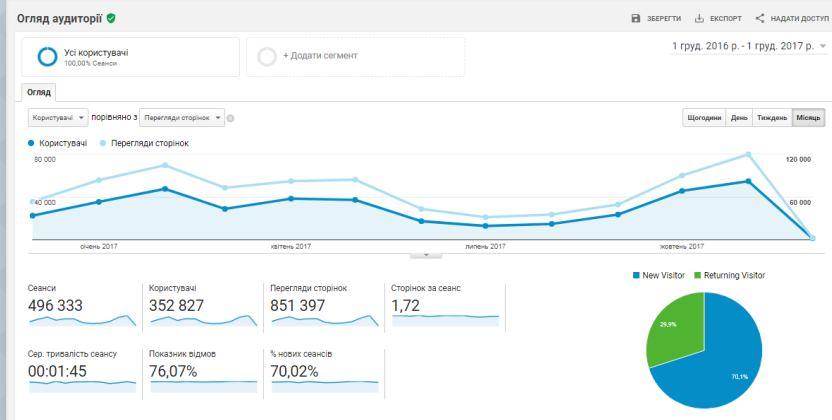 Огляд аудиторії
ЗБЕРЕГТИ ЕКСПОРТ НАДАТИ ДОСТУП
Усі користувачі
100,00% Сеанси
+ Додати сегмент
1 груд. 2016 р. - 1 груд. 2017 р.
Огляд
Користувачі порівняно з Перегляди сторінок
Щогодини День Тиждень Місяць
Користувачі Перегляди сторінок
80 000 120 000
40 000 60 000
січень 2017 квітень 2017 липень 2017 жовтень 2017
New Visitor Returning Visitor
Сеанси Користувачі Перегляди сторінок Сторінок за сеанс
496 333 352 827 851 397 1,72
29,9%
70,1%
Сер. тривалість сеансу Показник відмов % нових сеансів
00:01:45 76,07% 70,02%